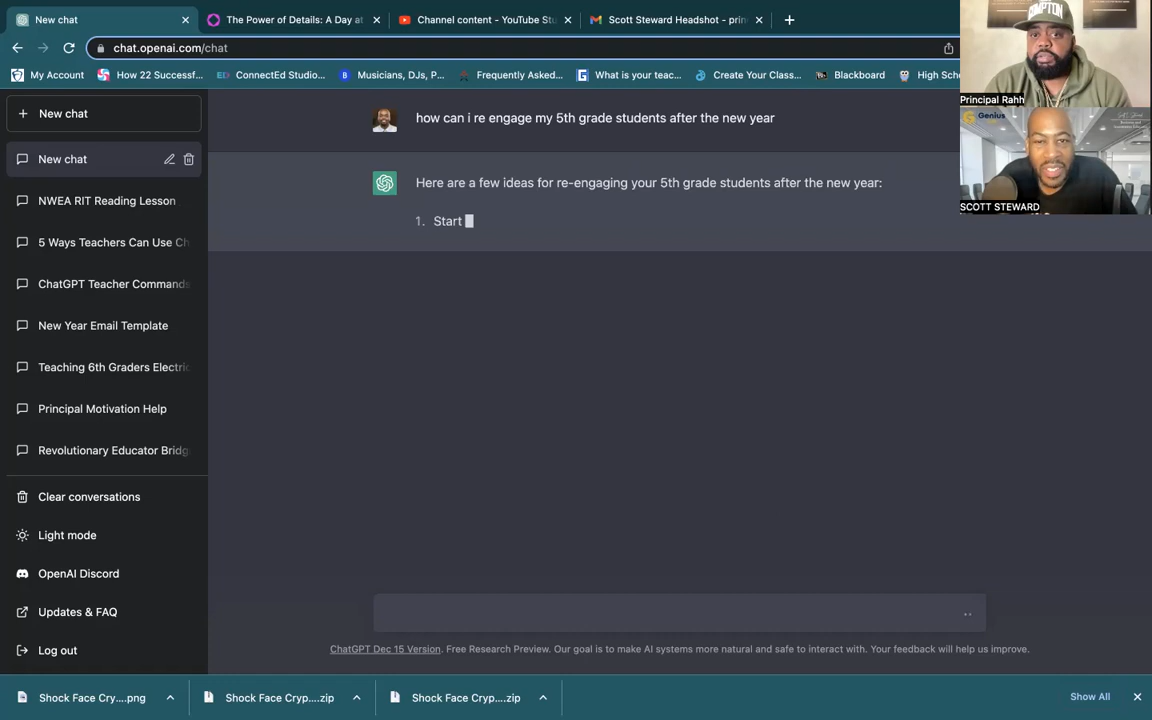 New chat
The Power of Details: A Day at
Channel content - YouTube Stu
Scott Steward Headshot - prin
chat.openai.com/chat
My Account
How 22 Successf...
ConnectEd Studio...
Musicians, DJs, P...
Frequently Asked...
What is your teac...
Create Your Class...
Blackboard
High Sch
COMPTON
Principal Rahh
Genius
SCOTT STEWARD
New chat
New chat
NWEA RIT Reading Lesson
5 Ways Teachers Can Use Ch
ChatGPT Teacher Commands
New Year Email Template
Teaching 6th Graders Electric
Principal Motivation Help
Revolutionary Educator Bridg
Clear conversations
Light mode
OpenAI Discord
Updates & FAQ
Log out
how can i re engage my 5th grade students after the new year
Here are a few ideas for re-engaging your 5th grade students after the new year:
1. Start
ChatGPT Dec 15 Version. Free Research Preview. Our goal is to make AI systems more natural and safe to interact with. Your feedback will help us improve.
Shock Face Cry....png
Shock Face Cryp....zip
Shock Face Cryp....zip
Show All